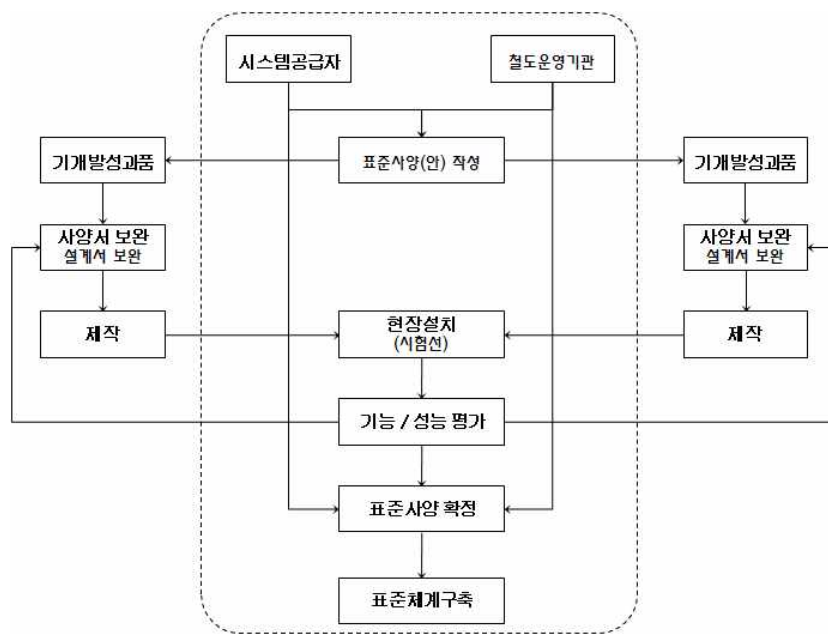 시스템공급자
철도운영기관
기개발성과품
표준사양(안) 작성
기개발성과품
사양서 보완
설계서 보완
사양서 보완
설계서 보완
제작
현장설치
(시험선)
제작
기능 / 성능 평가
표준사양 확정
표준체계구축